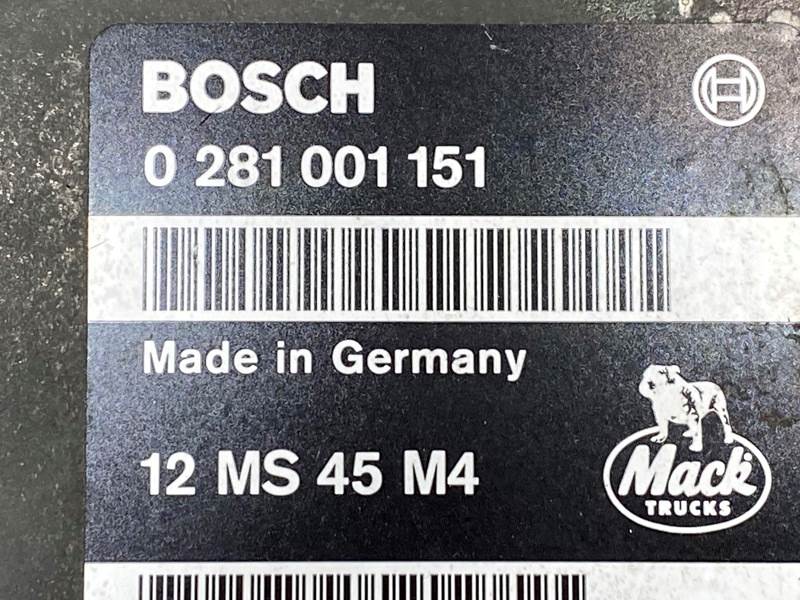 BOSCH
0 281 001 151
Made in Germany
12 MS 45 M4
Mack
TRUCKS